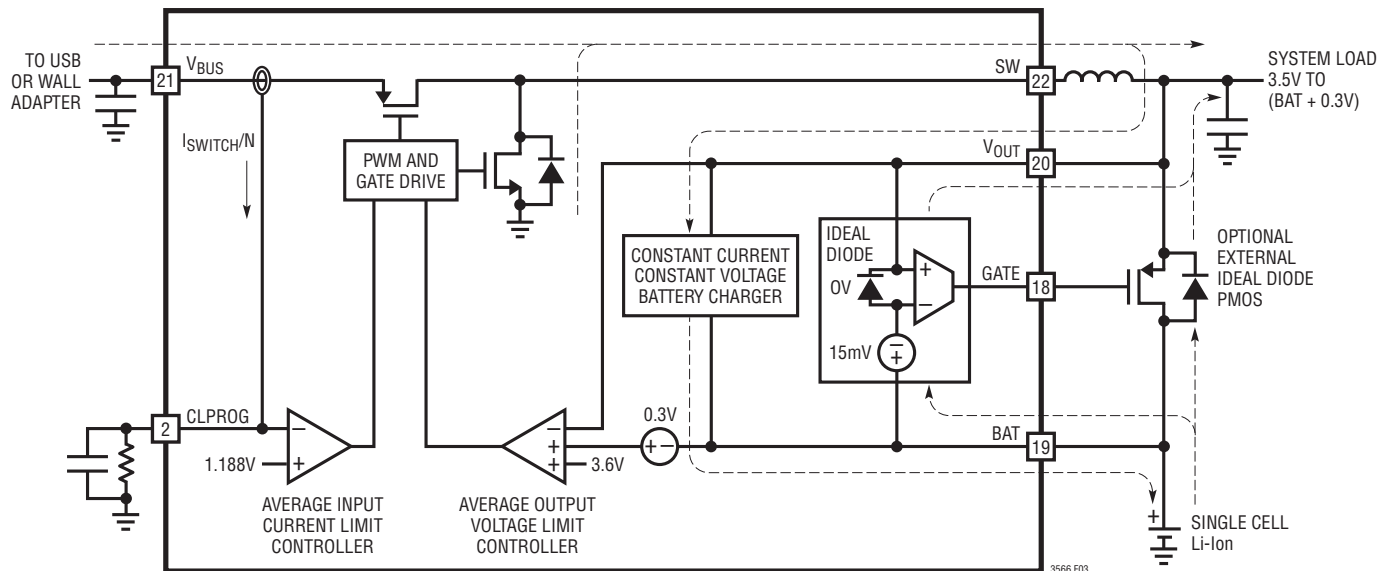 TO USB
OR WALL
ADAPTER
21
VBUS
SW
22
SYSTEM LOAD
3.5V TO
(BAT + 0.3V)
ISWITCH/N
PWM AND
GATE DRIVE
VOUT
20
CONSTANT CURRENT
CONSTANT VOLTAGE
BATTERY CHARGER
IDEAL
DIODE
0V
+
–
–
+
15mV
GATE
18
OPTIONAL
EXTERNAL
IDEAL DIODE
PMOS
2
CLPROG
–
1.188V
+
AVERAGE INPUT
CURRENT LIMIT
CONTROLLER
–
+
+
3.6V
AVERAGE OUTPUT
VOLTAGE LIMIT
CONTROLLER
0.3V
+ –
BAT
19
+
SINGLE CELL
Li-Ion
3566 F03